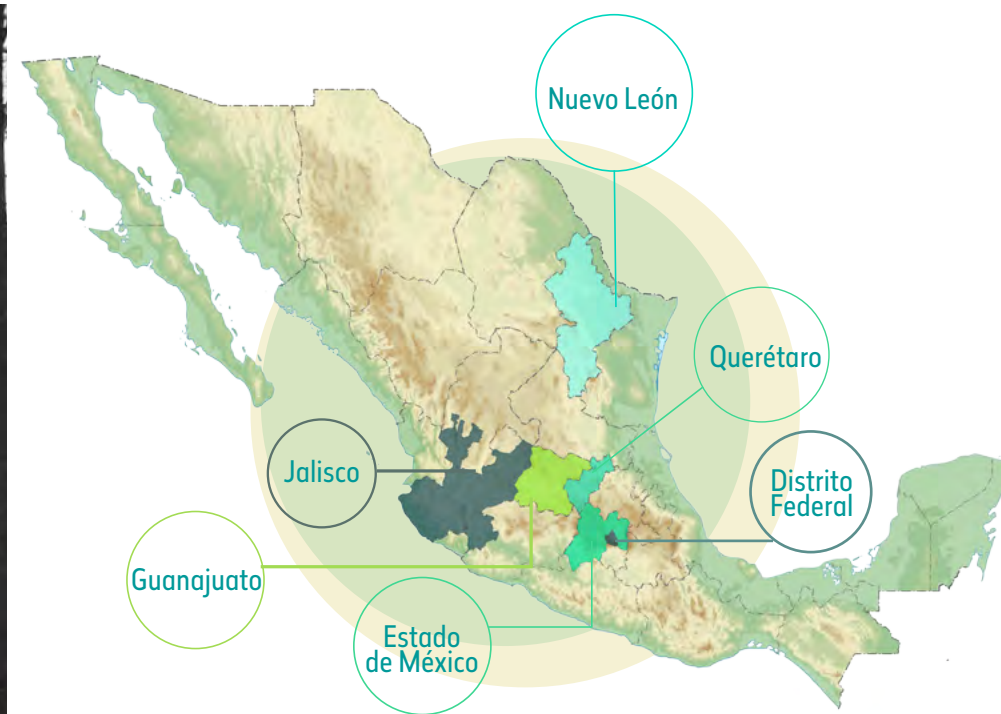 Nuevo León
Querétaro
Jalisco
Distrito
Federal
Guanajuato
Estado
de México